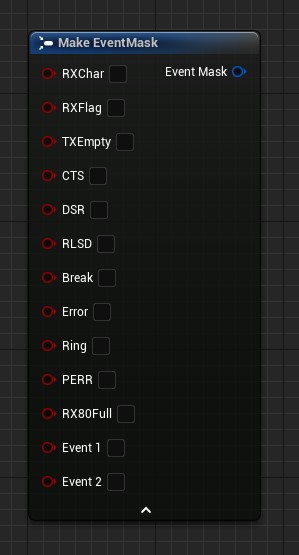 Make EventMask
RXChar
Event Mask
RXFlag
TXEmpty
CTS
DSR
RLSD
Break
Error
Ring
PERR
RX80Full
Event 1
Event 2